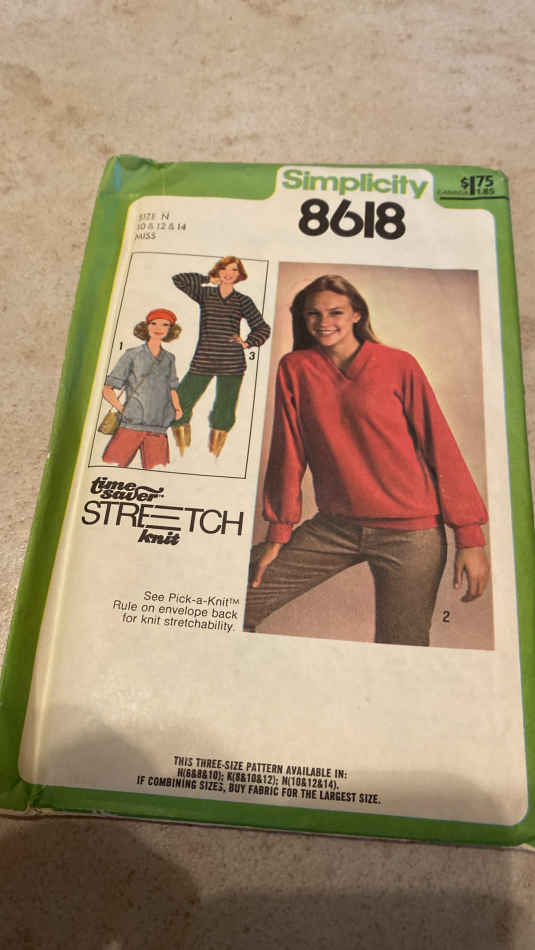 Simplicity
$1.75
CANADA 1.85
8618
SIZE N
10 & 12 & 14
MISS
1
3
2
time saver™
STRETCH
knit
See Pick-a-Knit™
Rule on envelope back
for knit stretchability.
THIS THREE-SIZE PATTERN AVAILABLE IN:
H(6&8&10); K(8&10&12); N(10&12&14).
IF COMBINING SIZES, BUY FABRIC FOR THE LARGEST SIZE.